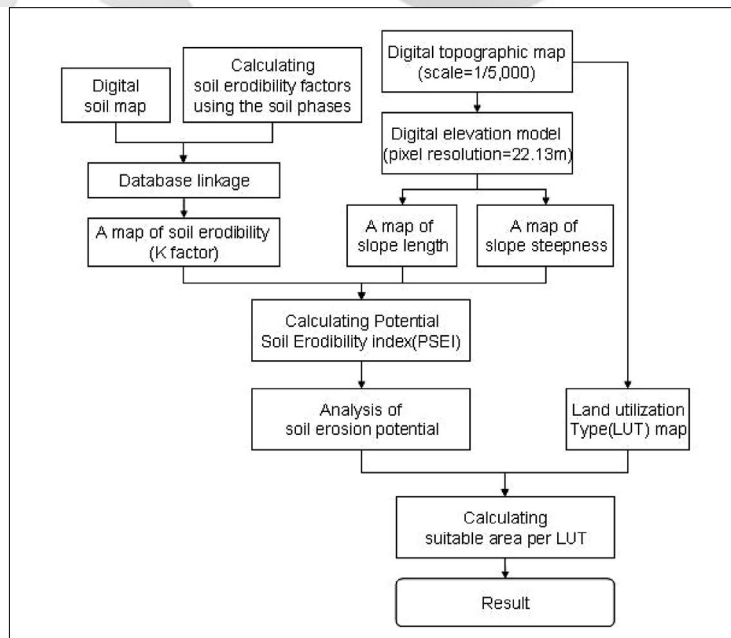 Digital
soil map
Calculating
soil erodibility factors
using the soil phases
Digital topographic map
(scale=1/5,000)
Digital elevation model
(pixel resolution=22.13m)
Database linkage
A map of soil erodibility
(K factor)
A map of
slope length
A map of
slope steepness
Calculating Potential
Soil Erodibility index(PSEI)
Analysis of
soil erosion potential
Land utilization
Type(LUT) map
Calculating
suitable area per LUT
Result